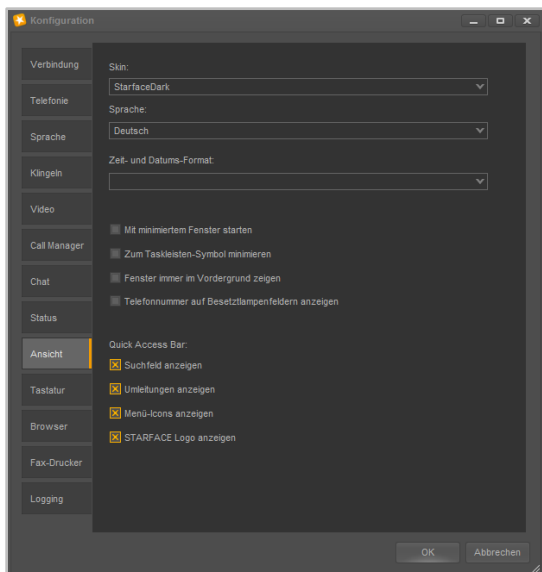 Konfiguration
Verbindung
Telefonie
Sprache
Klingeln
Video
Call Manager
Chat
Status
Ansicht
Tastatur
Browser
Fax-Drucker
Logging
Skin:
StarfaceDark
Sprache:
Deutsch
Zeit- und Datums-Format:
Mit minimiertem Fenster starten
Zum Taskleisten-Symbol minimieren
Fenster immer im Vordergrund zeigen
Telefonnummer auf Besetztlampenfeldern anzeigen
Quick Access Bar:
Suchfeld anzeigen
Umleitungen anzeigen
Menü-Icons anzeigen
STARFACE Logo anzeigen
OK
Abbrechen